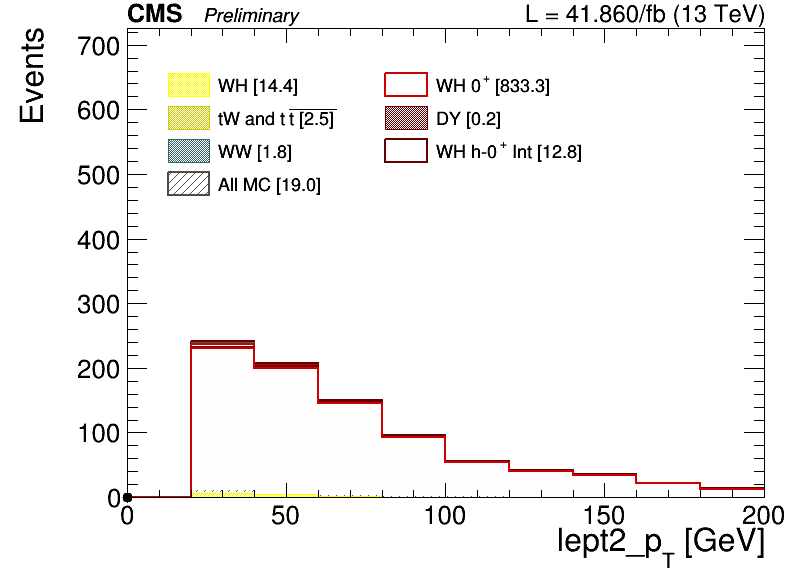 CMS Preliminary L = 41.860/fb (13 TeV)
Events
700
600
500
400
300
200
100
0
WH [14.4]
WH 0+ [833.3]
tW and t t [2.5]
DY [0.2]
WW [1.8]
WH h-0+ Int [12.8]
All MC [19.0]
0 50 100 150 200
lept2_p_T [GeV]